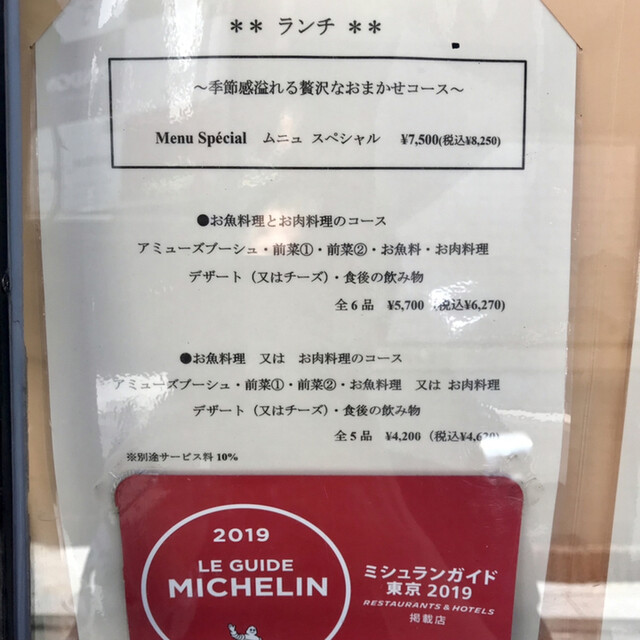 ** ランチ **
～季節感溢れる贅沢なおまかせコース～
Menu Spécial ムニュ スペシャル ¥7,500(税込¥8,250)
●お魚料理とお肉料理のコース
アミューズブーシュ・前菜①・前菜②・お魚料・お肉料理
デザート（又はチーズ）・食後の飲み物
全６品 ¥5,700（税込¥6,270）
●お魚料理 又は お肉料理のコース
アミューズブーシュ・前菜①・前菜②・お魚料理 又は お肉料理
デザート（又はチーズ）・食後の飲み物
全５品 ¥4,200（税込¥4,620）
※別途サービス料 10%
2019
LE GUIDE
MICHELIN
ミシュランガイド
東京 2019
RESTAURANTS & HOTELS
掲載店